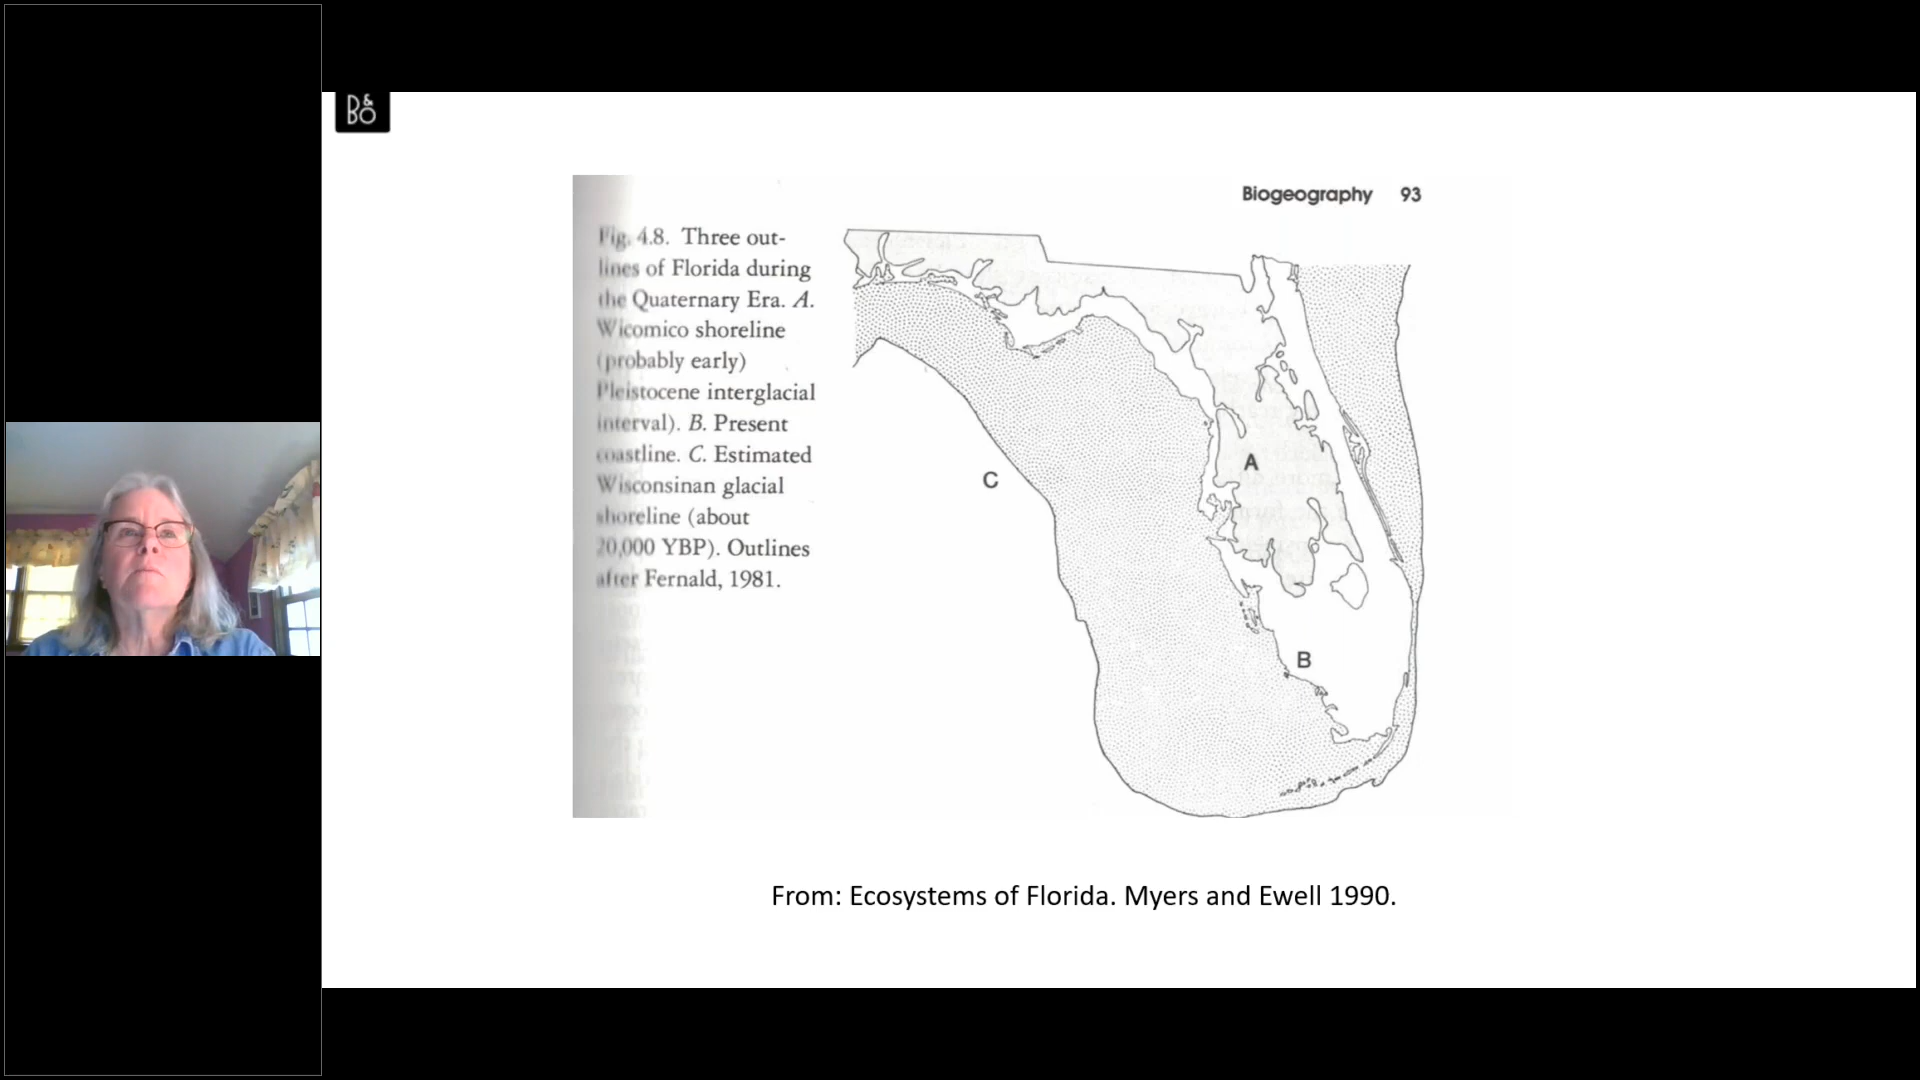 B&O
Biogeography 93
Fig. 4.8. Three out-
lines of Florida during
the Quaternary Era. A.
Wicomico shoreline
(probably early)
Pleistocene interglacial
interval). B. Present
coastline. C. Estimated
Wisconsinan glacial
shoreline (about
20,000 YBP). Outlines
after Fernald, 1981.
A
C
B
From: Ecosystems of Florida. Myers and Ewell 1990.